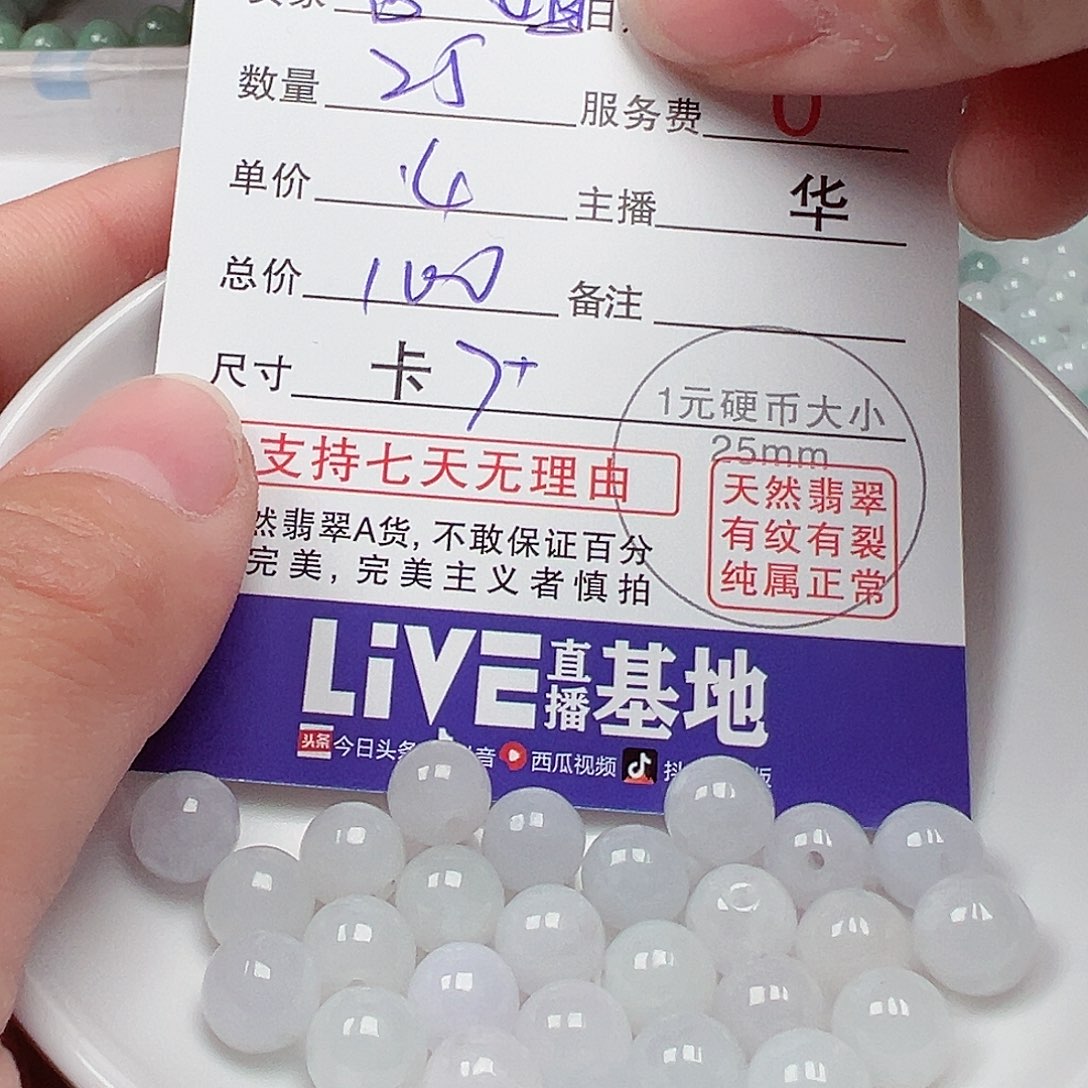 数量 25 服务费 0
单价 4 主播 华
总价 100 备注
尺寸 卡 7+
1元硬币大小
25mm
支持七天无理由
天然翡翠
有纹有裂
纯属正常
然翡翠A货, 不敢保证百分
完美, 完美主义者慎拍
LiVE 直播 基地
头条 今日头条 音 西瓜视频 抖